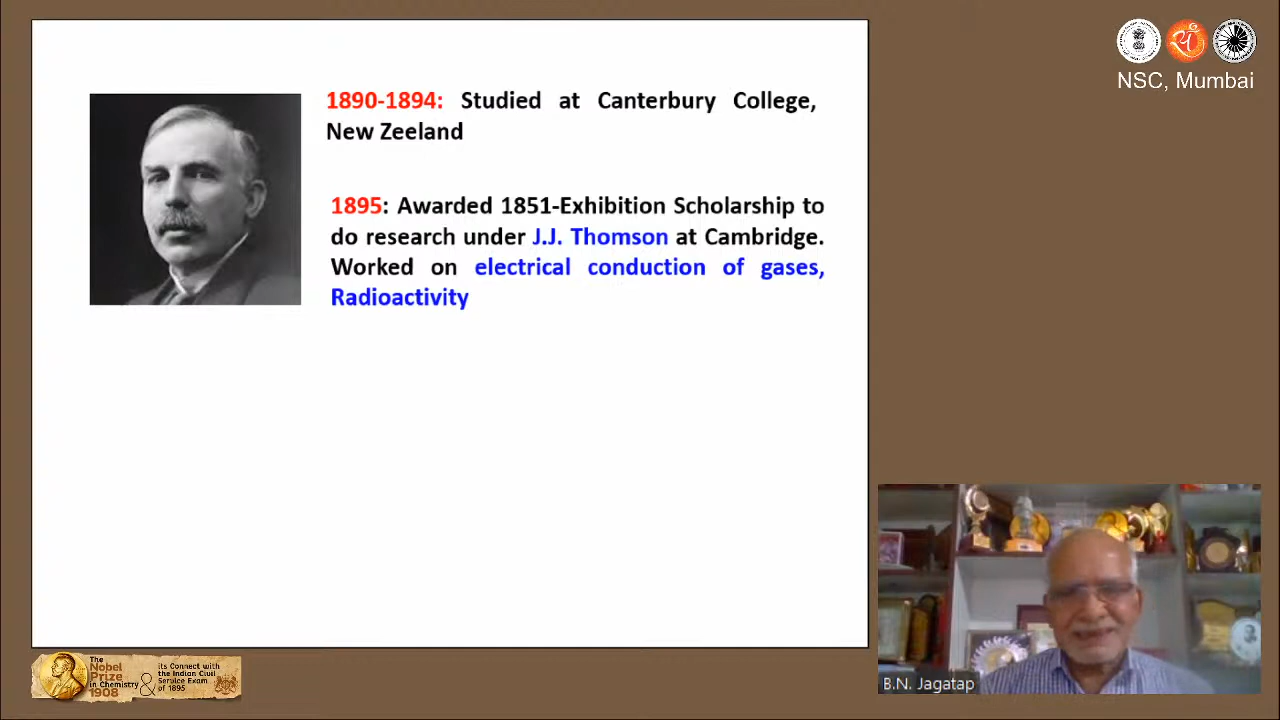 NSC, Mumbai
1890-1894: Studied at Canterbury College,
New Zeeland
1895: Awarded 1851-Exhibition Scholarship to
do research under J.J. Thomson at Cambridge.
Worked on electrical conduction of gases,
Radioactivity
B.N. Jagatap
The
Nobel
Prize
in Chemistry
1908
&
its Connect with
the Indian Civil
Service Exam
of 1895